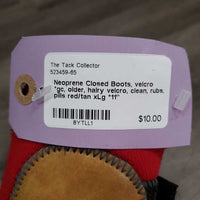 The Tack Collector
523459-65
Neoprene Closed Boots, velcro
*gc, older, hairy velcro, clean, rubs,
pills red/tan xLg *11"
$10.00
8YTLL1